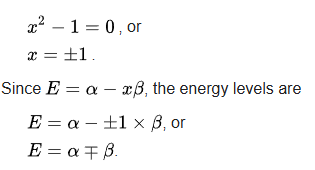 x² − 1 = 0, or
x = ±1.
Since E = α − xβ, the energy levels are
E = α − ±1 × β, or
E = α ∓ β.